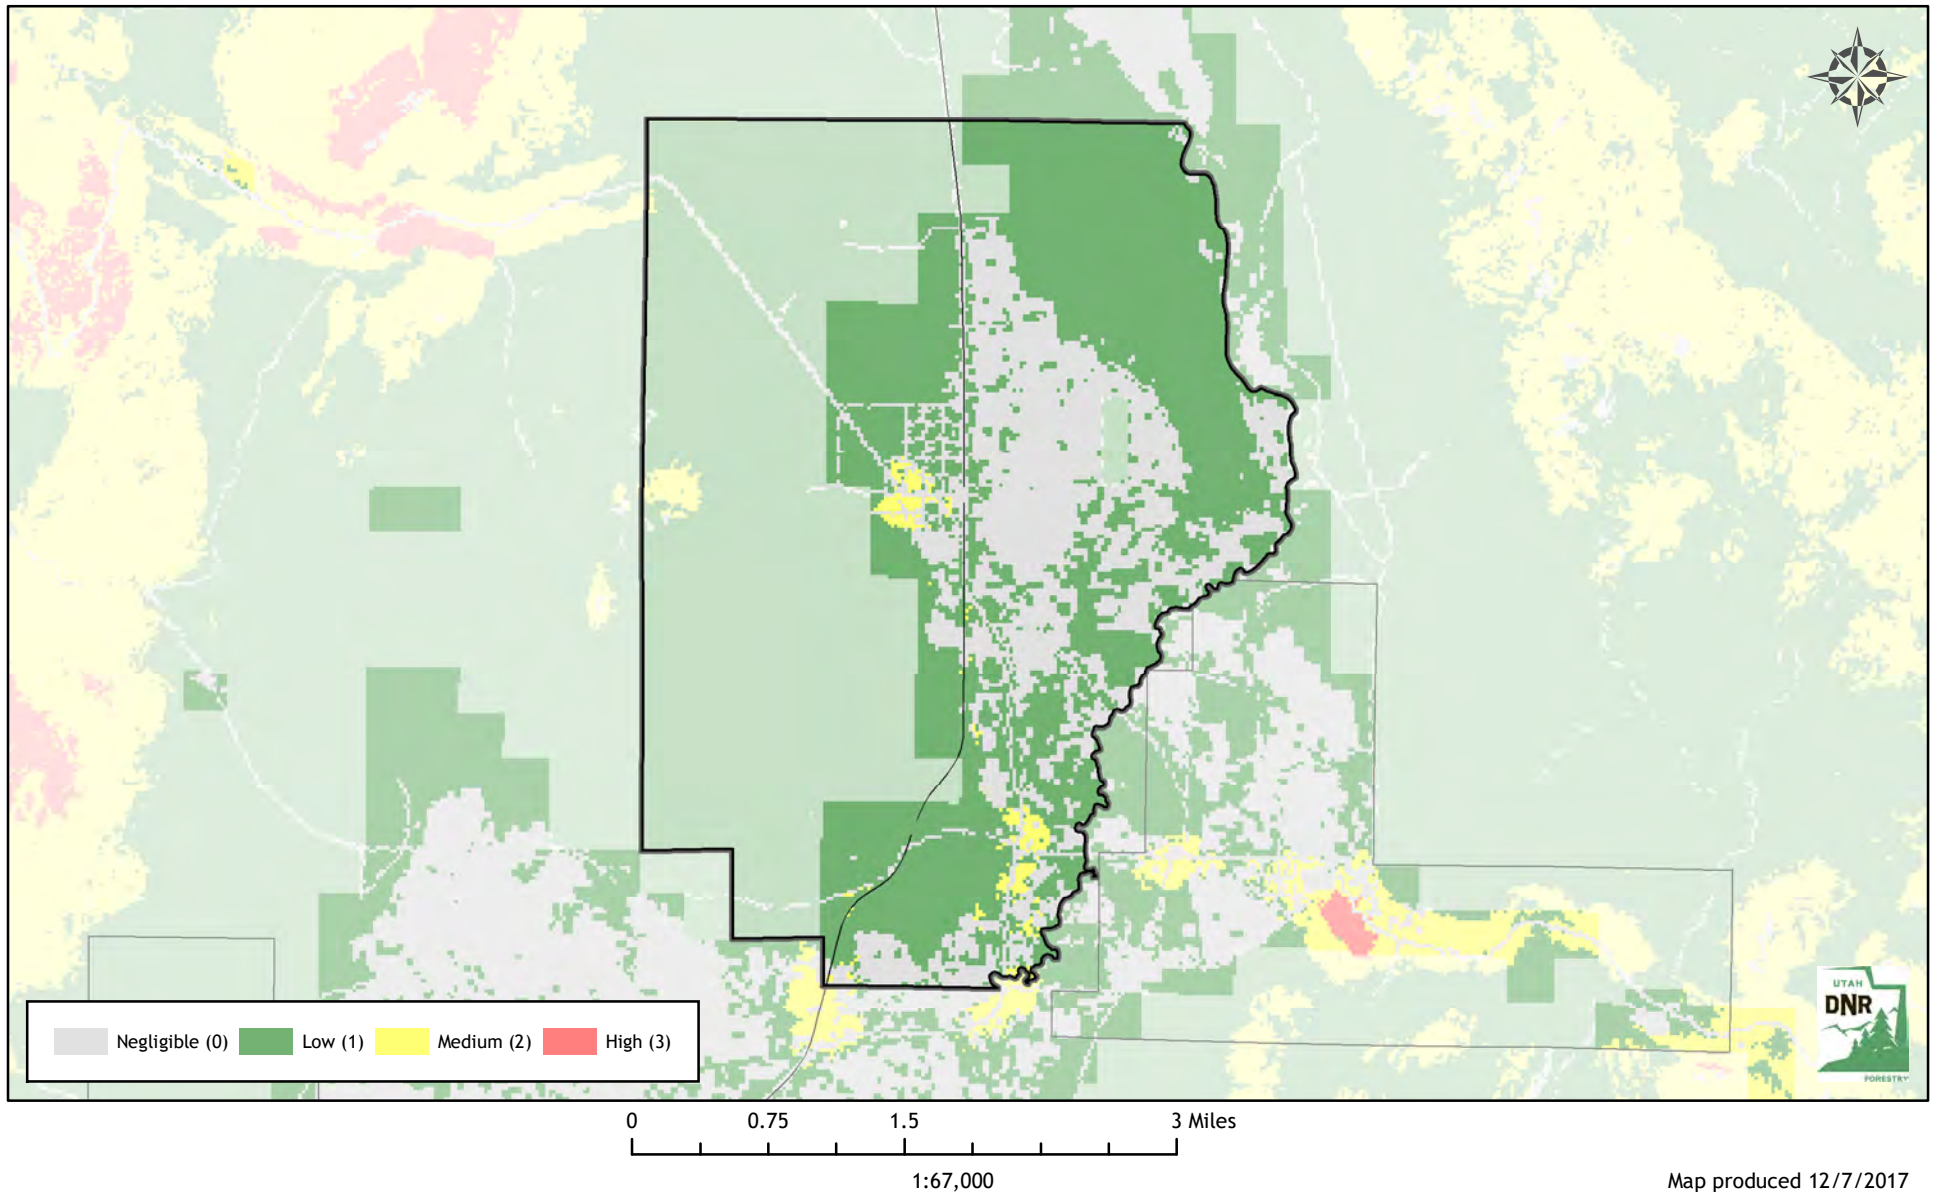 UTAH
DNR
FORESTRY
Negligible (0) Low (1) Medium (2) High (3)
0 0.75 1.5 3 Miles
1:67,000
Map produced 12/7/2017